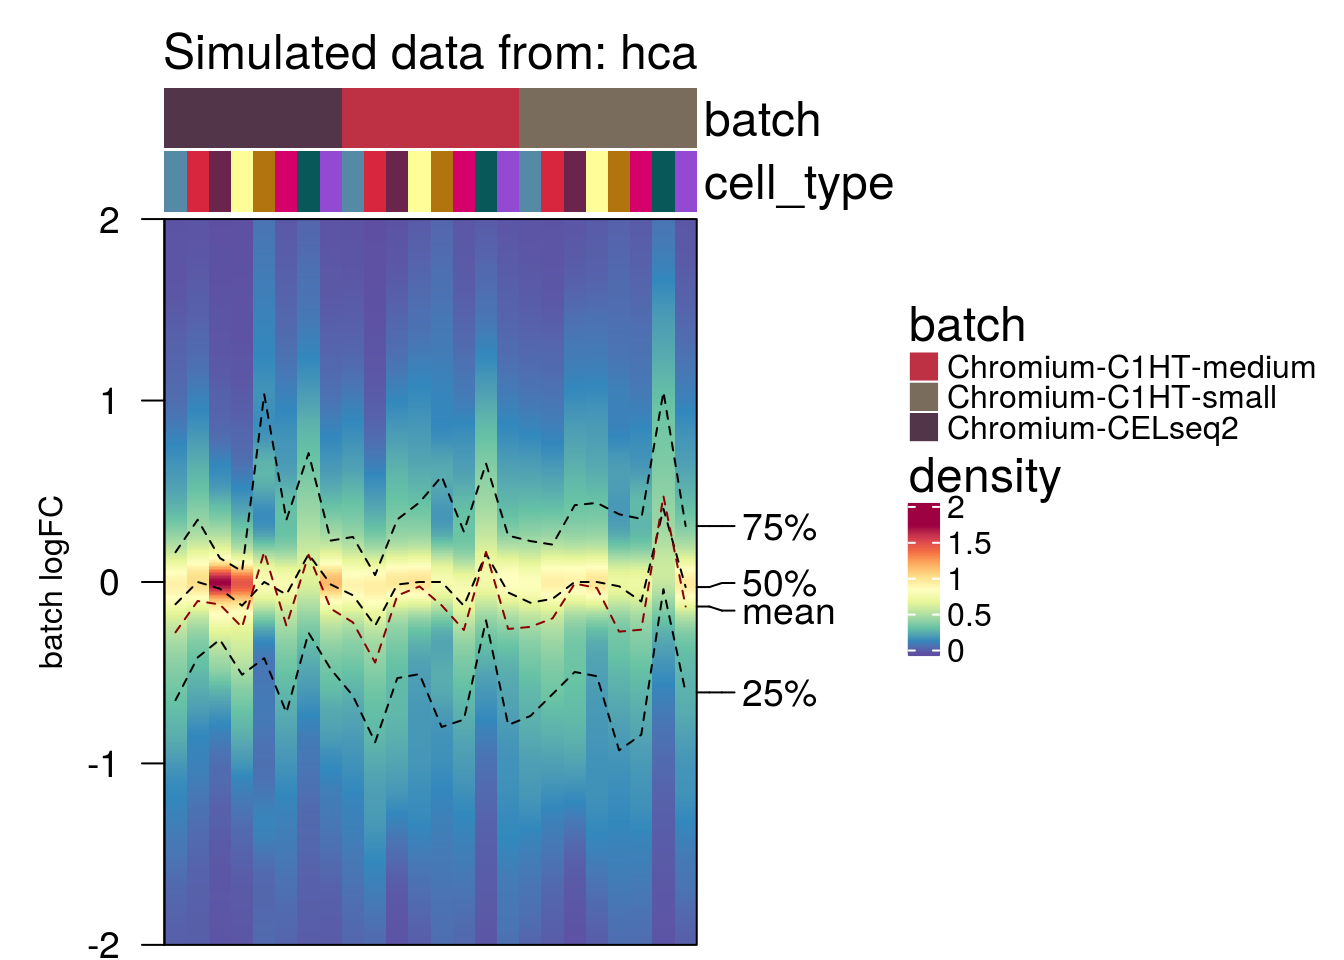 Simulated data from: hca
batch
cell_type
2
1
0
-1
-2
batch logFC
75%
50%
mean
25%
batch
Chromium-C1HT-medium
Chromium-C1HT-small
Chromium-CELseq2
density
2
1.5
1
0.5
0